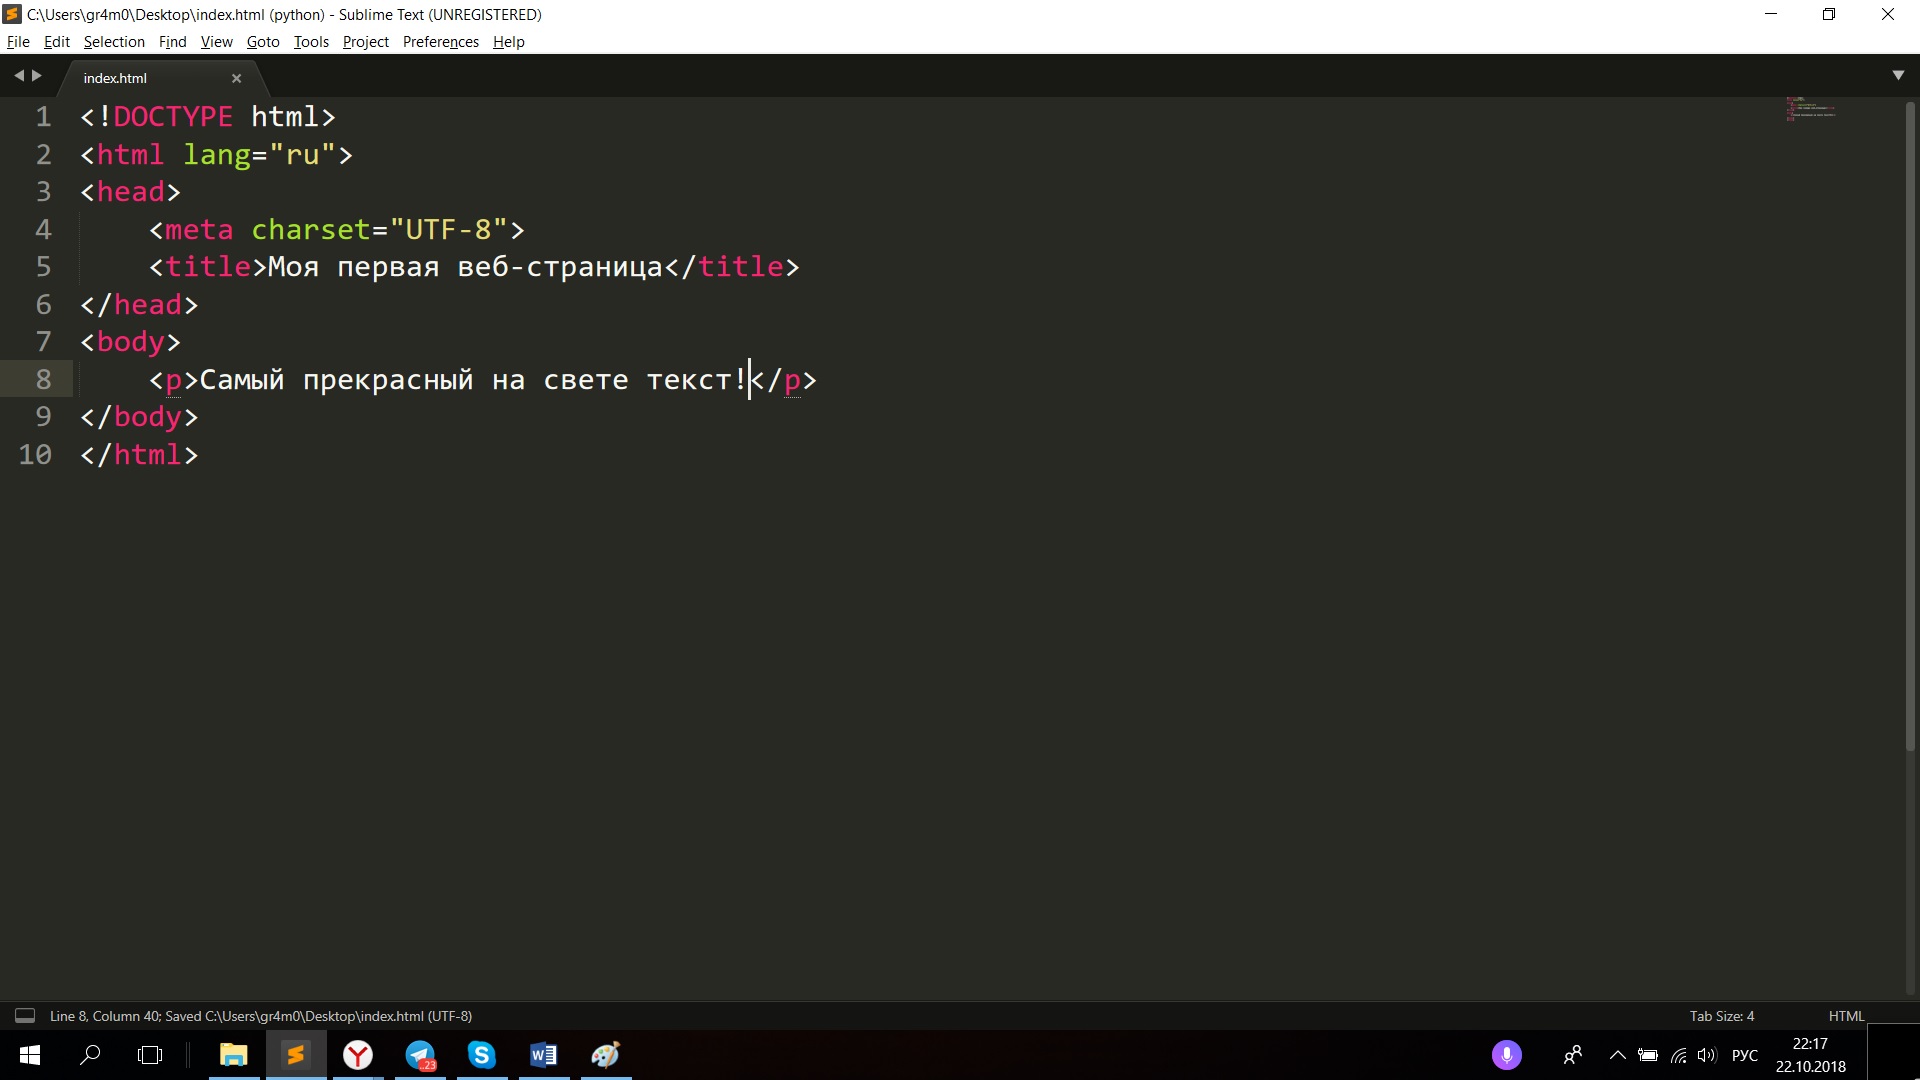 C:\Users\gr4m0\Desktop\index.html (python) - Sublime Text (UNREGISTERED)
File Edit Selection Find View Goto Tools Project Preferences Help
index.html
1 <!DOCTYPE html>
2 <html lang="ru">
3 <head>
4     <meta charset="UTF-8">
5     <title>Моя первая веб-страница</title>
6 </head>
7 <body>
8     <p>Самый прекрасный на свете текст!</p>
9 </body>
10 </html>
Line 8, Column 40; Saved C:\Users\gr4m0\Desktop\index.html (UTF-8) Tab Size: 4 HTML
..23
РУС
22:17
22.10.2018